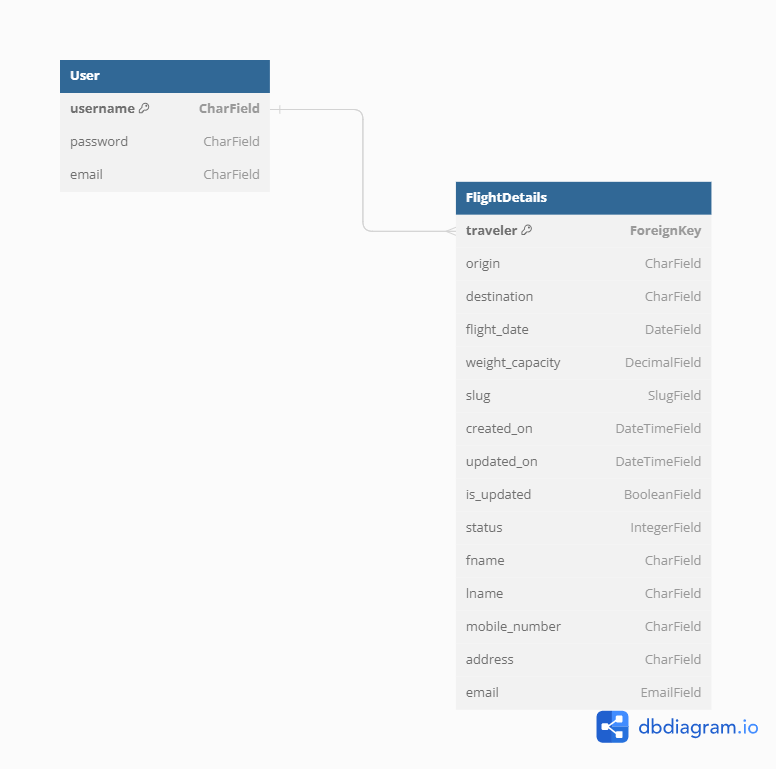 User
username CharField
password CharField
email CharField
FlightDetails
traveler ForeignKey
origin CharField
destination CharField
flight_date DateField
weight_capacity DecimalField
slug SlugField
created_on DateTimeField
updated_on DateTimeField
is_updated BooleanField
status IntegerField
fname CharField
lname CharField
mobile_number CharField
address CharField
email EmailField
dbdiagram.io